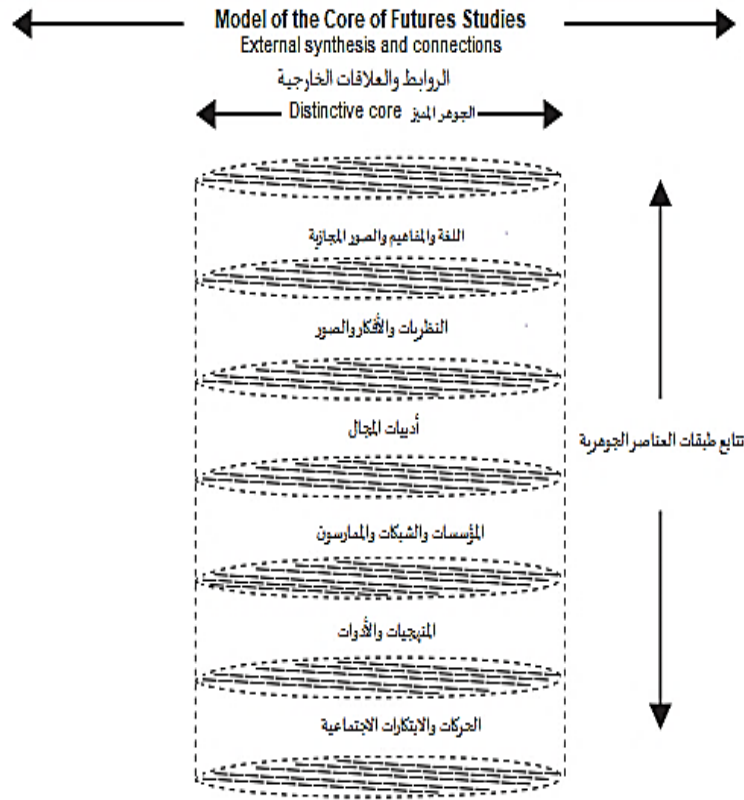 Model of the Core of Futures Studies
External synthesis and connections
الروابط والعلاقات الخارجية
Distinctive core الجوهر المميز
اللغة والمفاهيم والصور المجازية
النظريات والأفكار والصور
أدبيات المجال
تتابع طبقات العناصر الجوهرية
المؤسسات والشبكات والممارسون
المنهجيات والأدوات
الحركات والابتكارات الاجتماعية